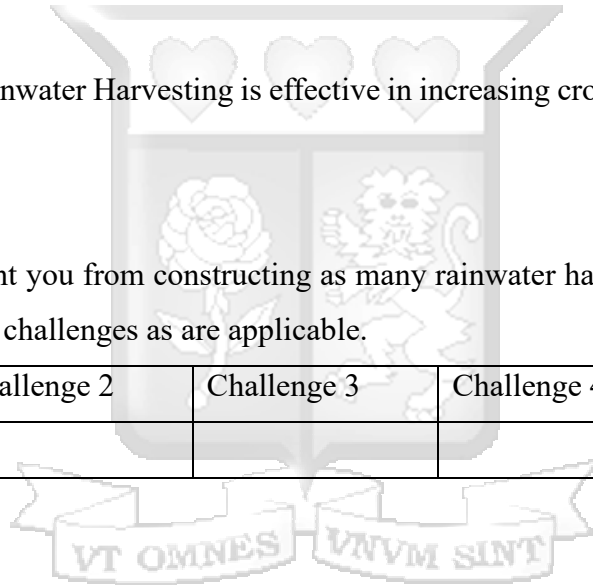 nwater Harvesting is effective in increasing cro
nt you from constructing as many rainwater ha
challenges as are applicable.
allenge 2 Challenge 3 Challenge 4
VT OMNES VNVM SINT